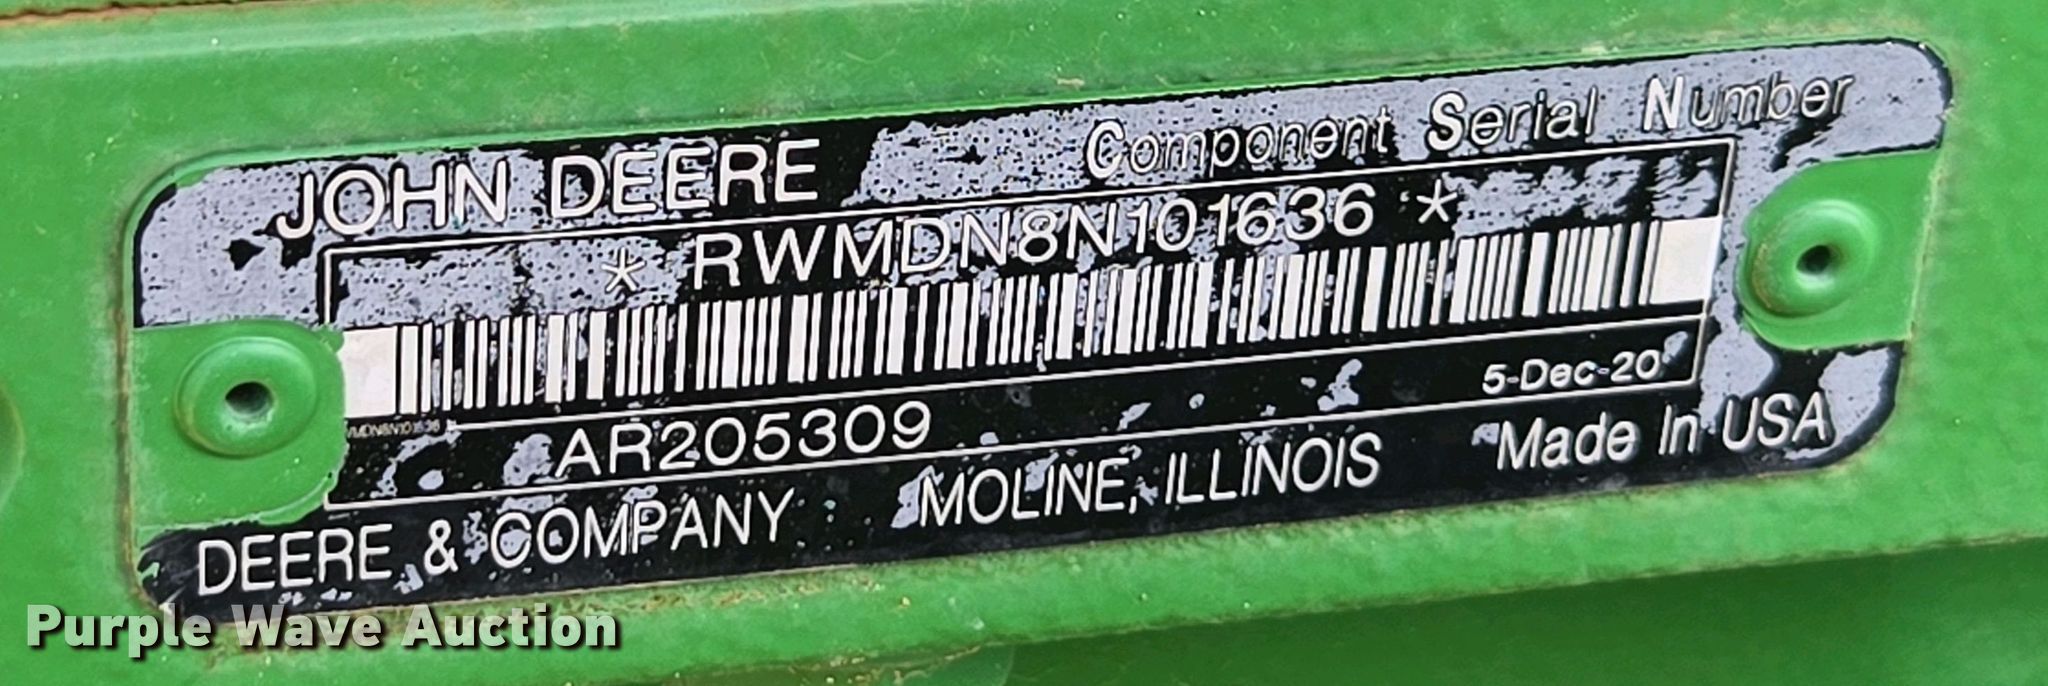 JOHN DEERE
Component Serial Number
* RWMDN8N101636 *
AR205309
5-Dec-20
DEERE & COMPANY MOLINE, ILLINOIS Made In USA
Purple Wave Auction